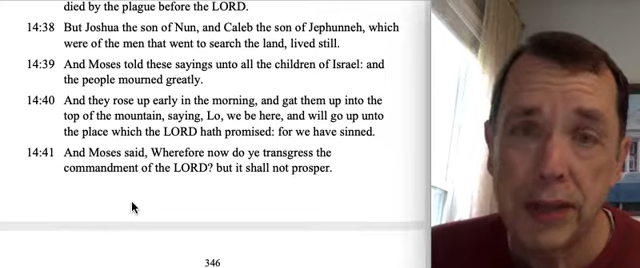 died by the plague before the LORD.
14:38 But Joshua the son of Nun, and Caleb the son of Jephunneh, which
were of the men that went to search the land, lived still.
14:39 And Moses told these sayings unto all the children of Israel: and
the people mourned greatly.
14:40 And they rose up early in the morning, and gat them up into the
top of the mountain, saying, Lo, we be here, and will go up unto
the place which the LORD hath promised: for we have sinned.
14:41 And Moses said, Wherefore now do ye transgress the
commandment of the LORD? but it shall not prosper.
346